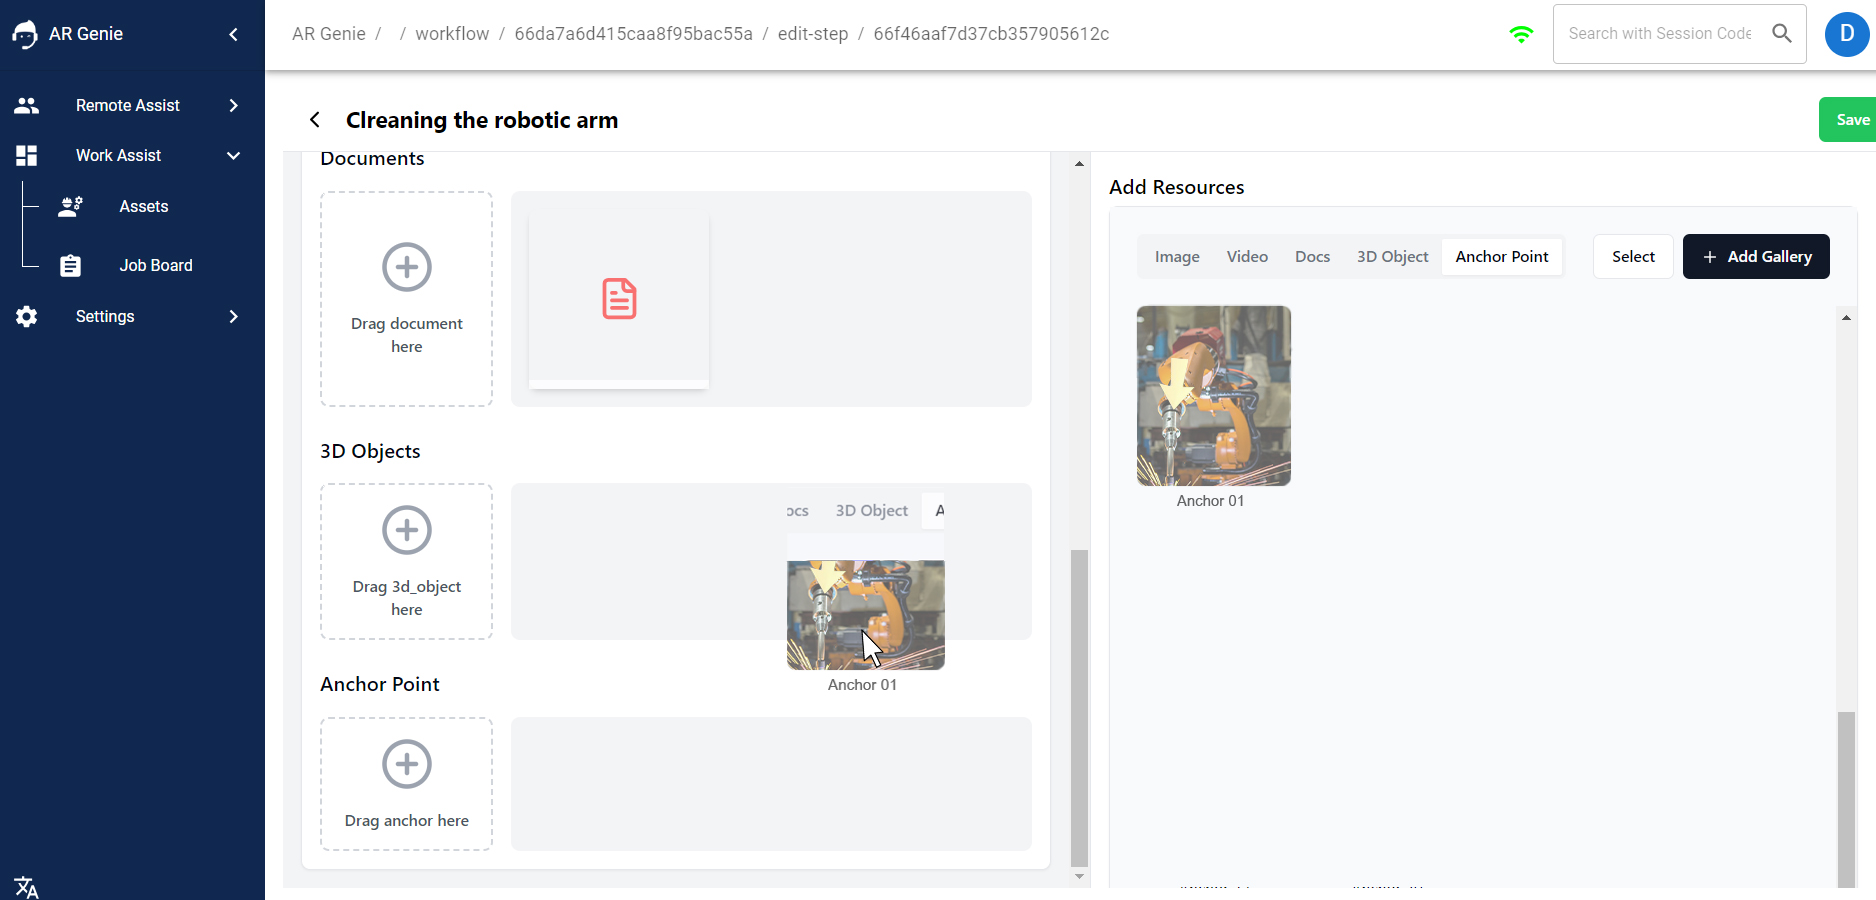 AR Genie
AR Genie / / workflow / 66da7a6d415caa8f95bac55a / edit-step / 66f46aaf7d37cb357905612c
Search with Session Code
D
Remote Assist
Work Assist
Assets
Job Board
Settings
Clreaning the robotic arm
Save
Documents
Drag document
here
3D Objects
Drag 3d_object
here
ocs 3D Object A
Anchor 01
Anchor Point
Drag anchor here
Add Resources
Image Video Docs 3D Object Anchor Point
Select
+ Add Gallery
Anchor 01